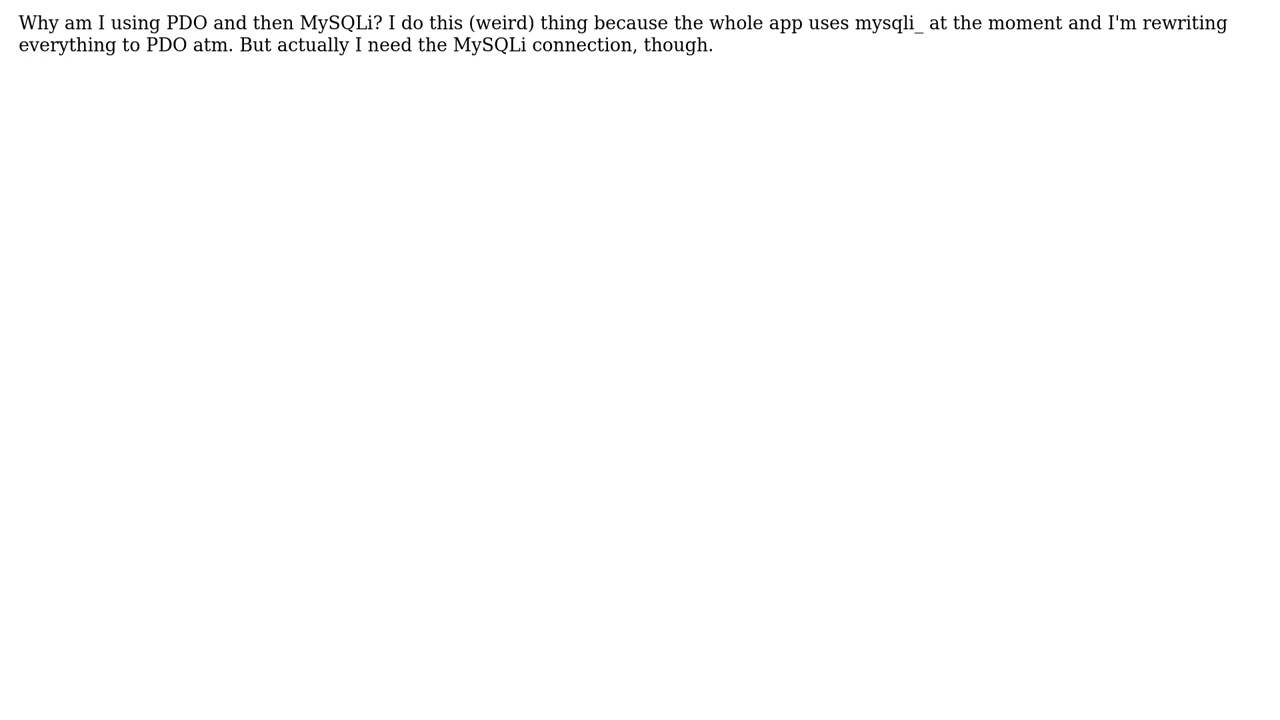 Why am I using PDO and then MySQLi? I do this (weird) thing because the whole app uses mysqli_ at the moment and I'm rewriting
everything to PDO atm. But actually I need the MySQLi connection, though.